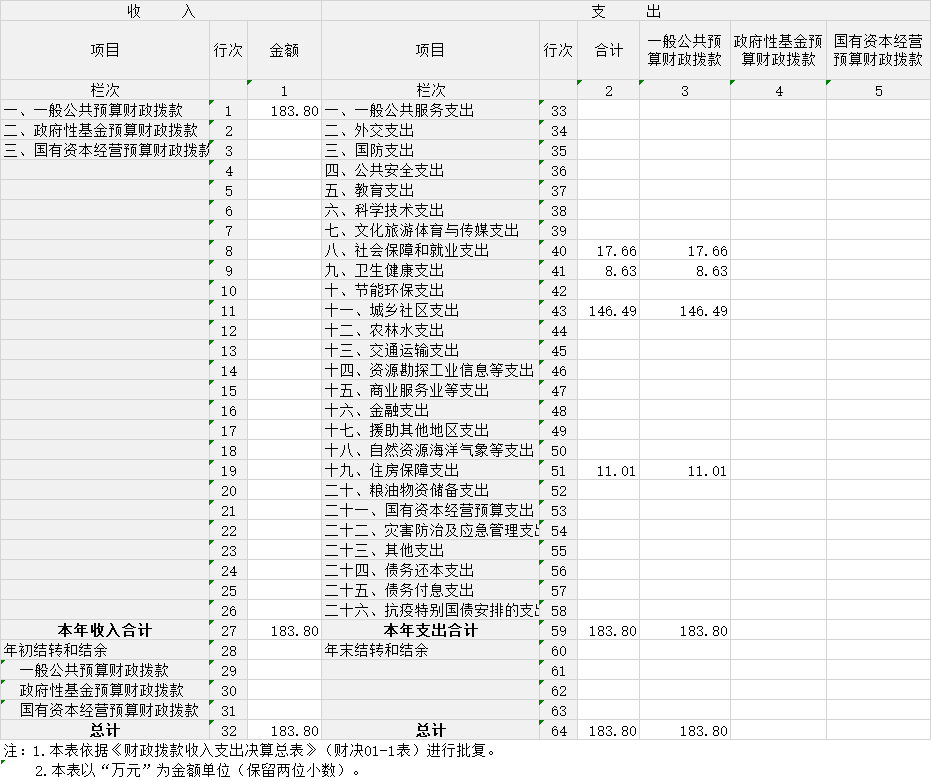 收 入 支 出
项目 行次 金额 项目 行次 合计 一般公共预算财政拨款 政府性基金预算财政拨款 国有资本经营预算财政拨款
栏次 1 栏次 2 3 4 5
一、一般公共预算财政拨款 1 183.80 一、一般公共服务支出 33
二、政府性基金预算财政拨款 2 二、外交支出 34
三、国有资本经营预算财政拨款 3 三、国防支出 35
4 四、公共安全支出 36
5 五、教育支出 37
6 六、科学技术支出 38
7 七、文化旅游体育与传媒支出 39
8 八、社会保障和就业支出 40 17.66 17.66
9 九、卫生健康支出 41 8.63 8.63
10 十、节能环保支出 42
11 十一、城乡社区支出 43 146.49 146.49
12 十二、农林水支出 44
13 十三、交通运输支出 45
14 十四、资源勘探工业信息等支出 46
15 十五、商业服务业等支出 47
16 十六、金融支出 48
17 十七、援助其他地区支出 49
18 十八、自然资源海洋气象等支出 50
19 十九、住房保障支出 51 11.01 11.01
20 二十、粮油物资储备支出 52
21 二十一、国有资本经营预算支出 53
22 二十二、灾害防治及应急管理支出 54
23 二十三、其他支出 55
24 二十四、债务还本支出 56
25 二十五、债务付息支出 57
26 二十六、抗疫特别国债安排的支出 58
本年收入合计 27 183.80 本年支出合计 59 183.80 183.80
年初结转和结余 28 年末结转和结余 60
一般公共预算财政拨款 29 61
政府性基金预算财政拨款 30 62
国有资本经营预算财政拨款 31 63
总计 32 183.80 总计 64 183.80 183.80
注：1.本表依据《财政拨款收入支出决算总表》（财决01-1表）进行批复。
2.本表以“万元”为金额单位（保留两位小数）。